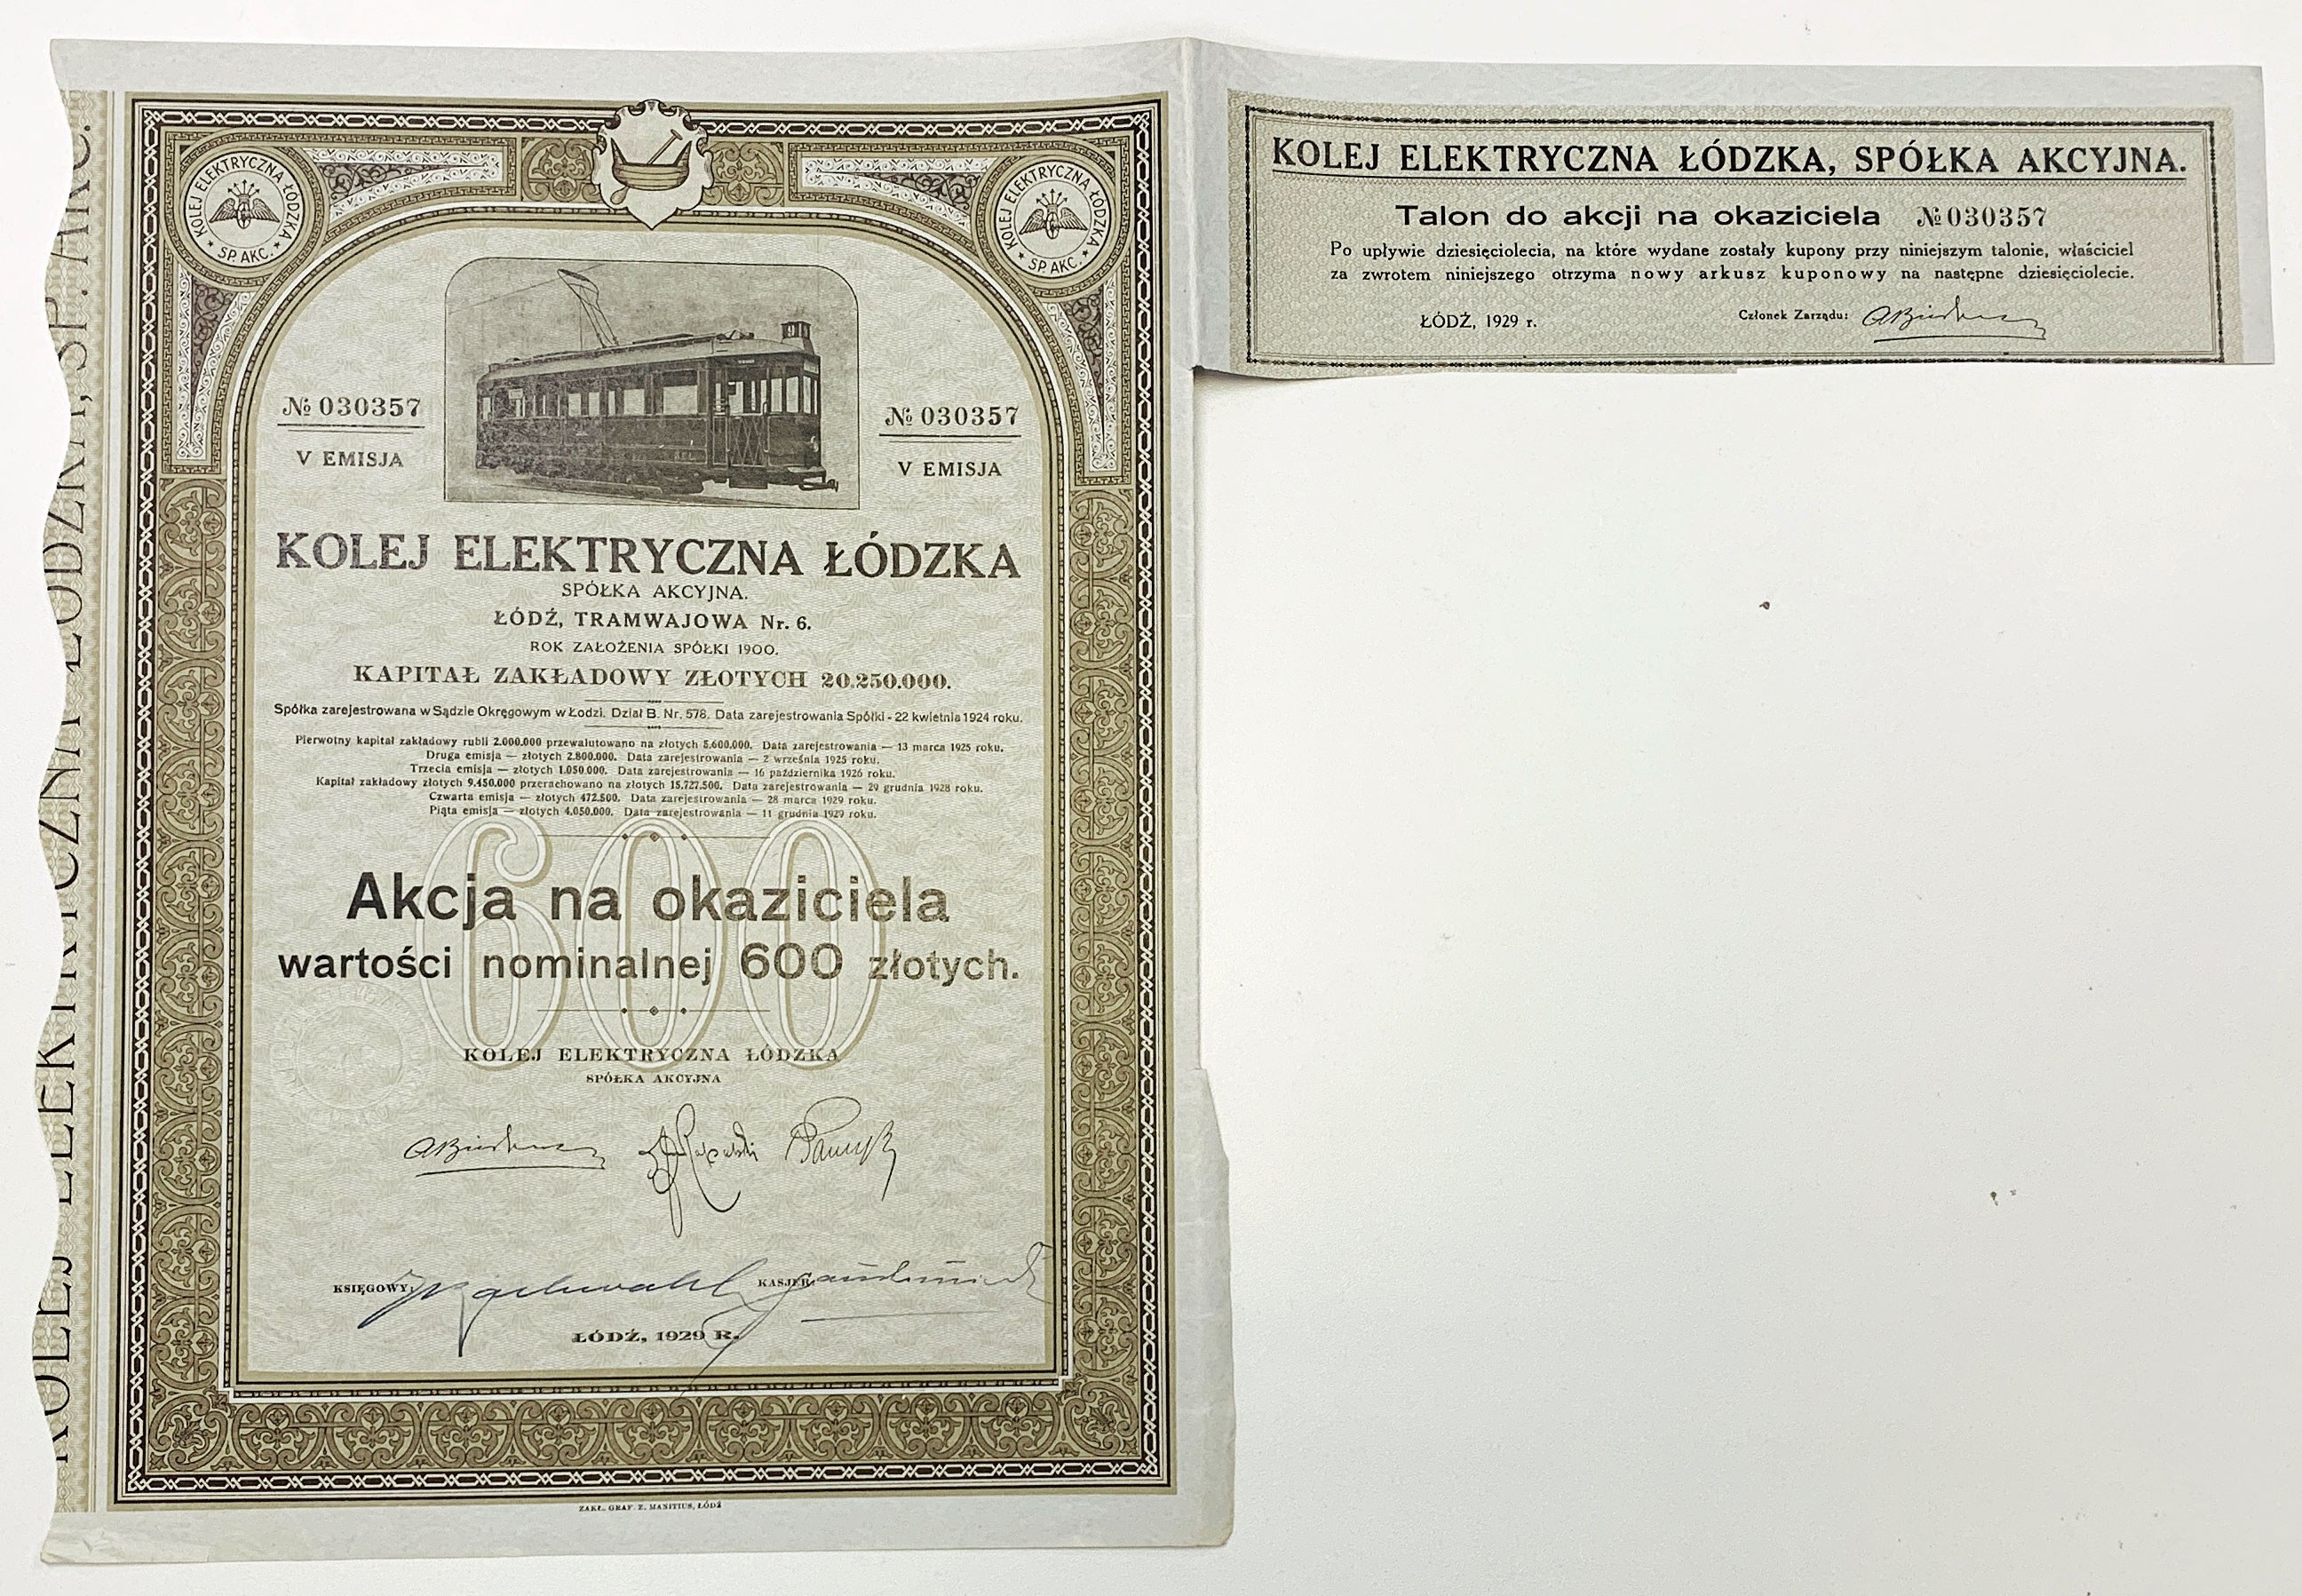 KOLEJ ELEKTRYCZNA ŁÓDZKA, SP. AKC.
KOLEJ ELEKTRYCZNA ŁÓDZKA
* SP. AKC. *
KOLEJ ELEKTRYCZNA ŁÓDZKA
* SP. AKC. *
№ 030357
V EMISJA
№ 030357
V EMISJA
KOLEJ ELEKTRYCZNA ŁÓDZKA
SPÓŁKA AKCYJNA.
ŁÓDŹ, TRAMWAJOWA Nr. 6.
ROK ZAŁOŻENIA SPÓŁKI 1900.
KAPITAŁ ZAKŁADOWY ZŁOTYCH 20.250.000.
Spółka zarejestrowana w Sądzie Okręgowym w Łodzi. Dział B. Nr. 578. Data zarejestrowania Spółki - 22 kwietnia 1924 roku.
Pierwotny kapitał zakładowy rubli 2.000.000 przewalutowano na złotych 5.600.000. Data zarejestrowania — 13 marca 1925 roku.
Druga emisja — złotych 2.800.000. Data zarejestrowania — 2 września 1925 roku.
Trzecia emisja — złotych 1.050.000. Data zarejestrowania — 16 października 1926 roku.
Kapitał zakładowy złotych 9.450.000 przerachowano na złotych 15.727.500. Data zarejestrowania — 29 grudnia 1928 roku.
Czwarta emisja — złotych 472.500. Data zarejestrowania — 28 marca 1929 roku.
Piąta emisja — złotych 4.050.000. Data zarejestrowania — 11 grudnia 1929 roku.
600
Akcja na okaziciela
wartości nominalnej 600 złotych.
KOLEJ ELEKTRYCZNA ŁÓDZKA
SPÓŁKA AKCYJNA
KSIĘGOWY: KASJER:
ŁÓDŹ, 1929 R.
ZAKŁ. GRAF. E. MANITIUS, ŁÓDŹ
KOLEJ ELEKTRYCZNA ŁÓDZKA, SPÓŁKA AKCYJNA.
Talon do akcji na okaziciela № 030357
Po upływie dziesięciolecia, na które wydane zostały kupony przy niniejszym talonie, właściciel
za zwrotem niniejszego otrzyma nowy arkusz kuponowy na następne dziesięciolecie.
ŁÓDŹ, 1929 r. Członek Zarządu: